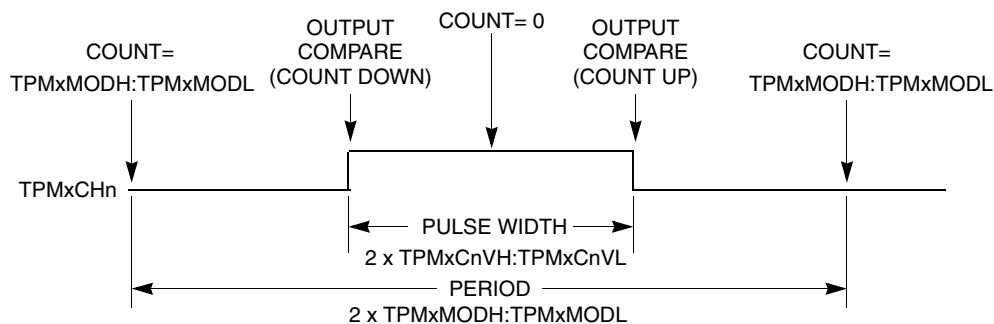 COUNT=
TPMxMODH:TPMxMODL
OUTPUT
COMPARE
(COUNT DOWN)
COUNT= 0
OUTPUT
COMPARE
(COUNT UP)
COUNT=
TPMxMODH:TPMxMODL
TPMxCHn
PULSE WIDTH
2 x TPMxCnVH:TPMxCnVL
PERIOD
2 x TPMxMODH:TPMxMODL